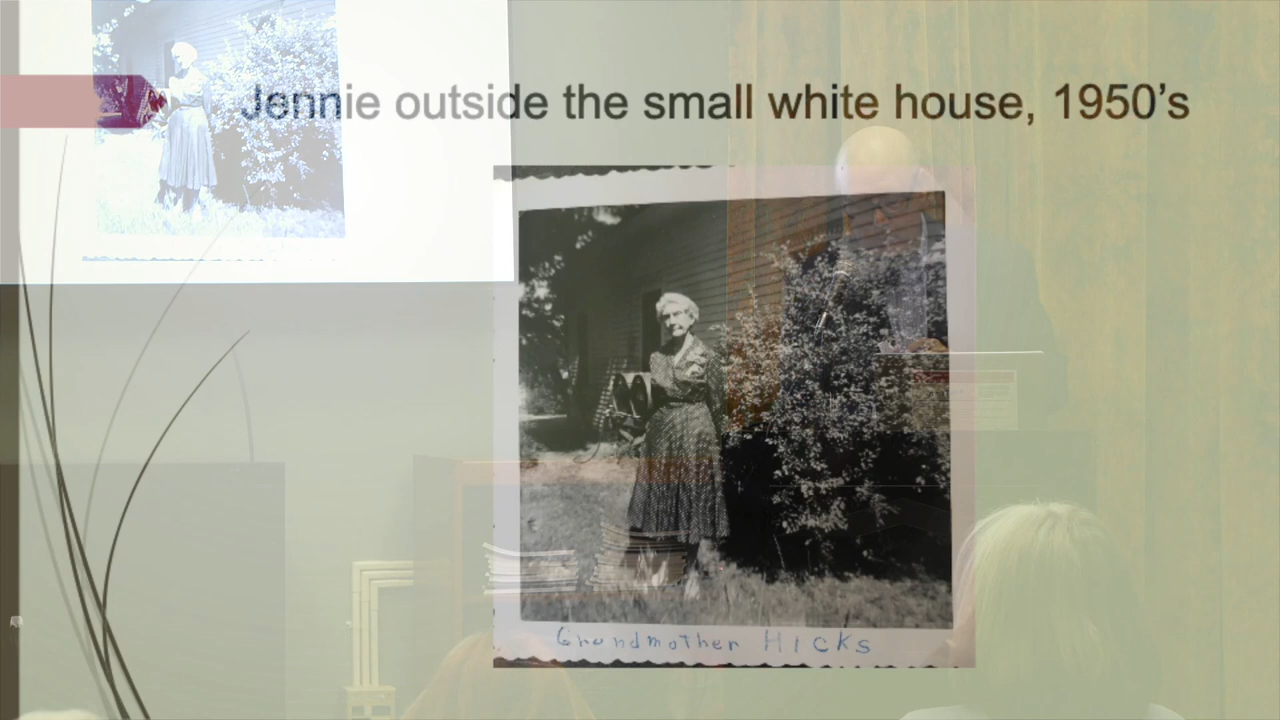 Jennie outside the small white house, 1950's
Grandmother Hicks